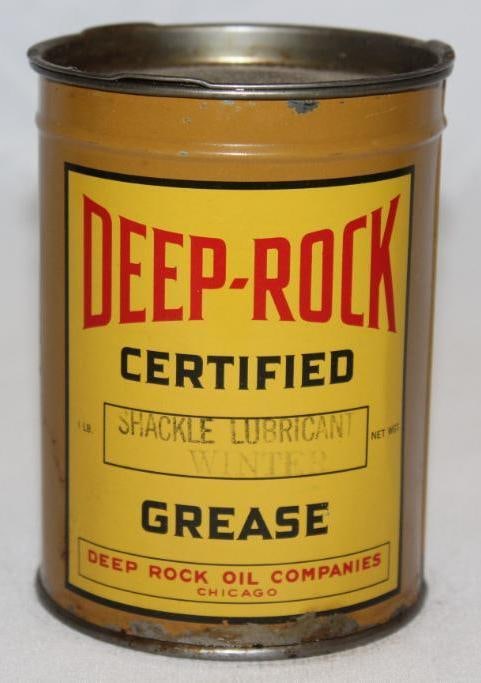 DEEP-ROCK
CERTIFIED
1 LB. SHACKLE LUBRICANT NET WGT.
WINTER
GREASE
DEEP ROCK OIL COMPANIES
CHICAGO